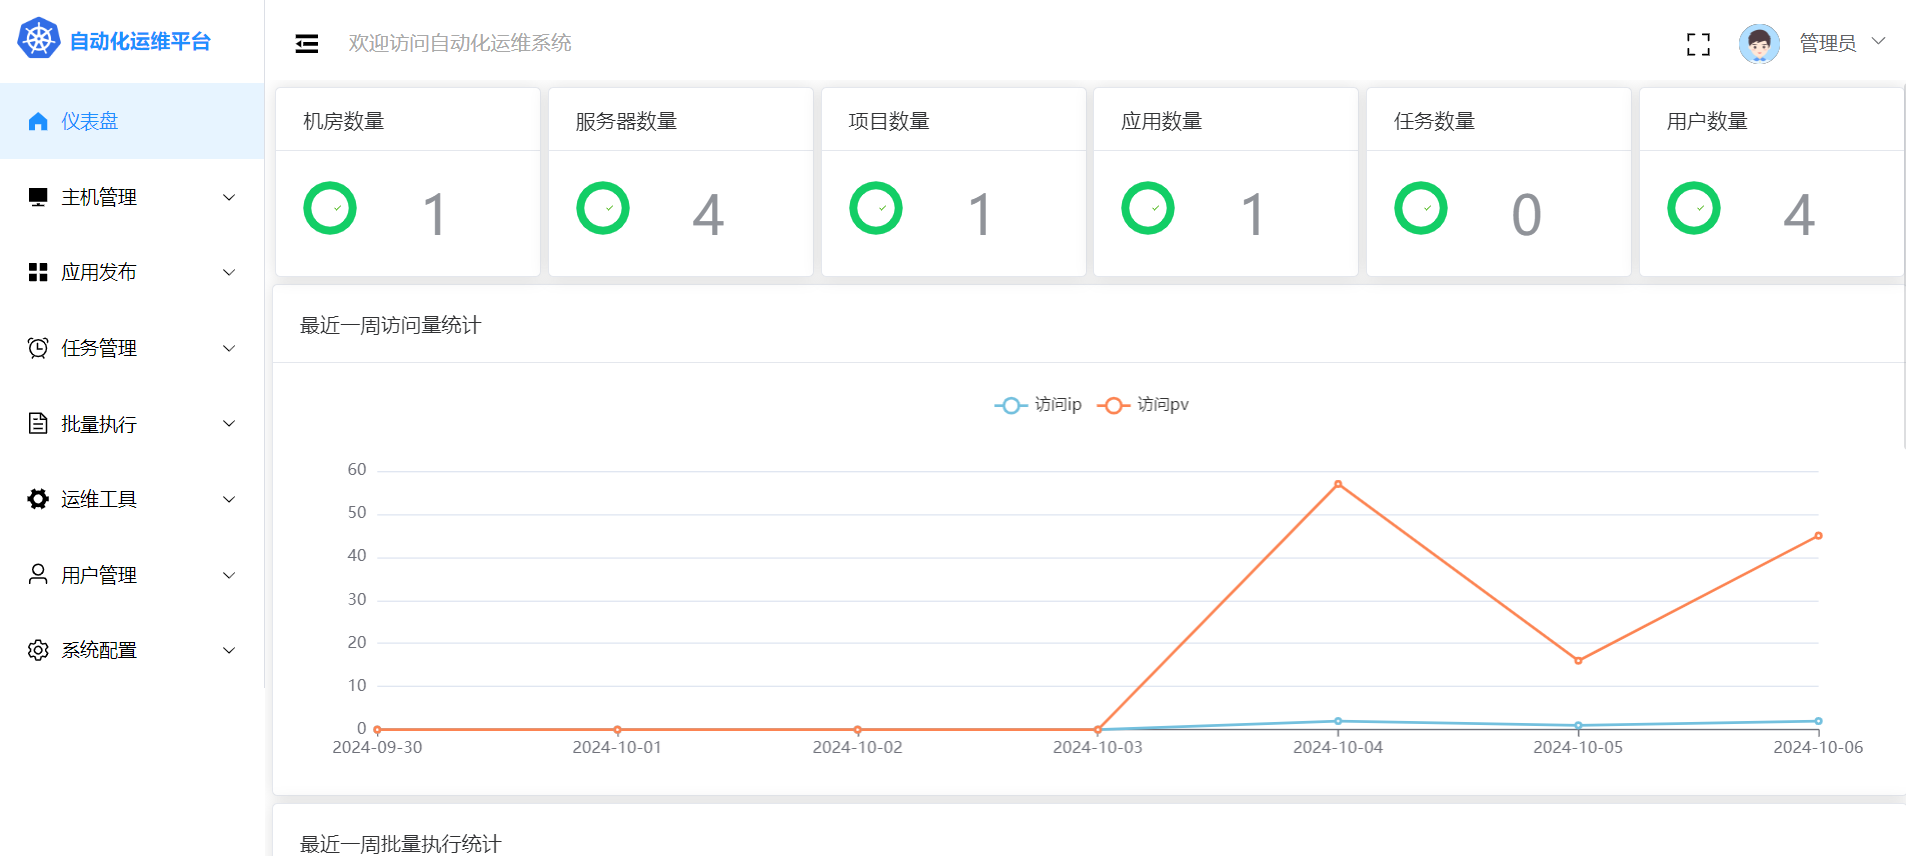 自动化运维平台
欢迎访问自动化运维系统
管理员
仪表盘
主机管理
应用发布
任务管理
批量执行
运维工具
用户管理
系统配置
机房数量
1
服务器数量
4
项目数量
1
应用数量
1
任务数量
0
用户数量
4
最近一周访问量统计
访问ip 访问pv
60
50
40
30
20
10
0
2024-09-30 2024-10-01 2024-10-02 2024-10-03 2024-10-04 2024-10-05 2024-10-06
最近一周批量执行统计